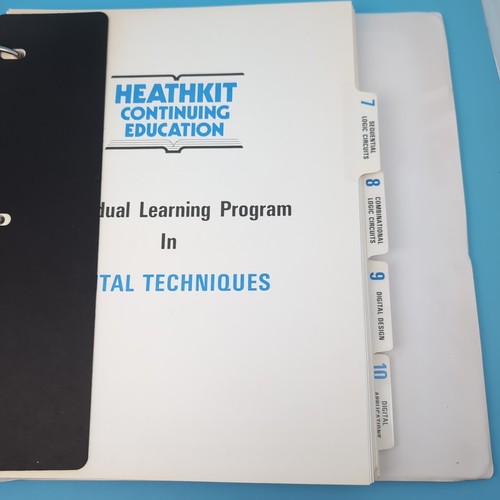 HEATHKIT
CONTINUING
EDUCATION
dual Learning Program
In
TAL TECHNIQUES
7 SEQUENTIAL
LOGIC CIRCUITS
8 COMBINATIONAL
LOGIC CIRCUITS
9 DIGITAL DESIGN
10 DIGITAL
APPLICATIONS